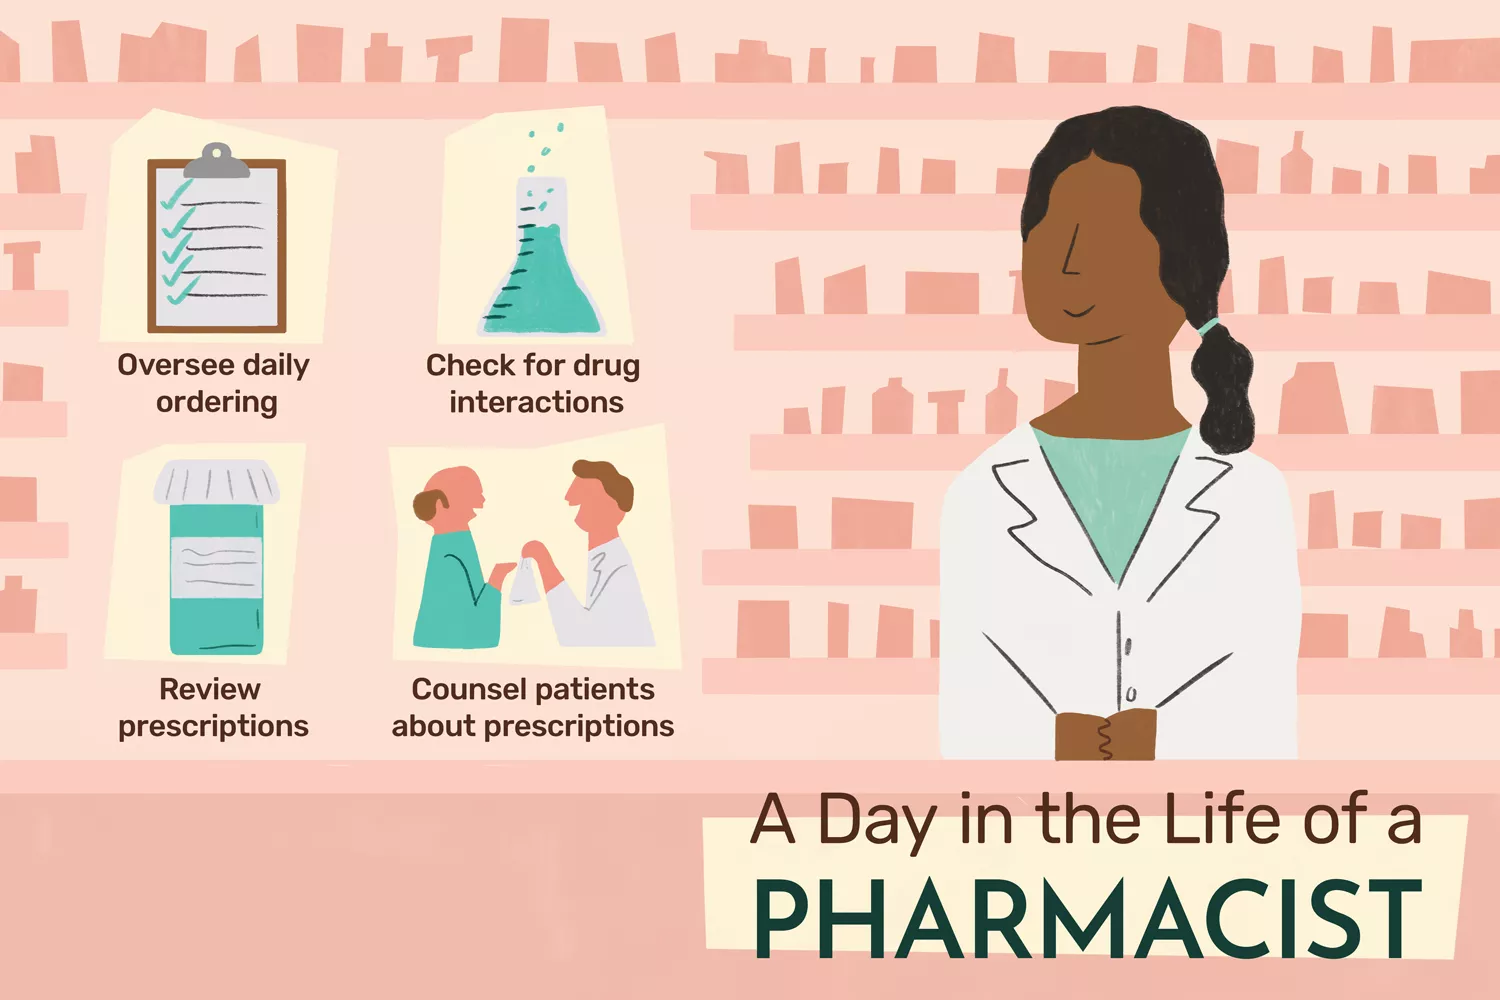 Oversee daily
ordering
Check for drug
interactions
Review
prescriptions
Counsel patients
about prescriptions
A Day in the Life of a
PHARMACIST